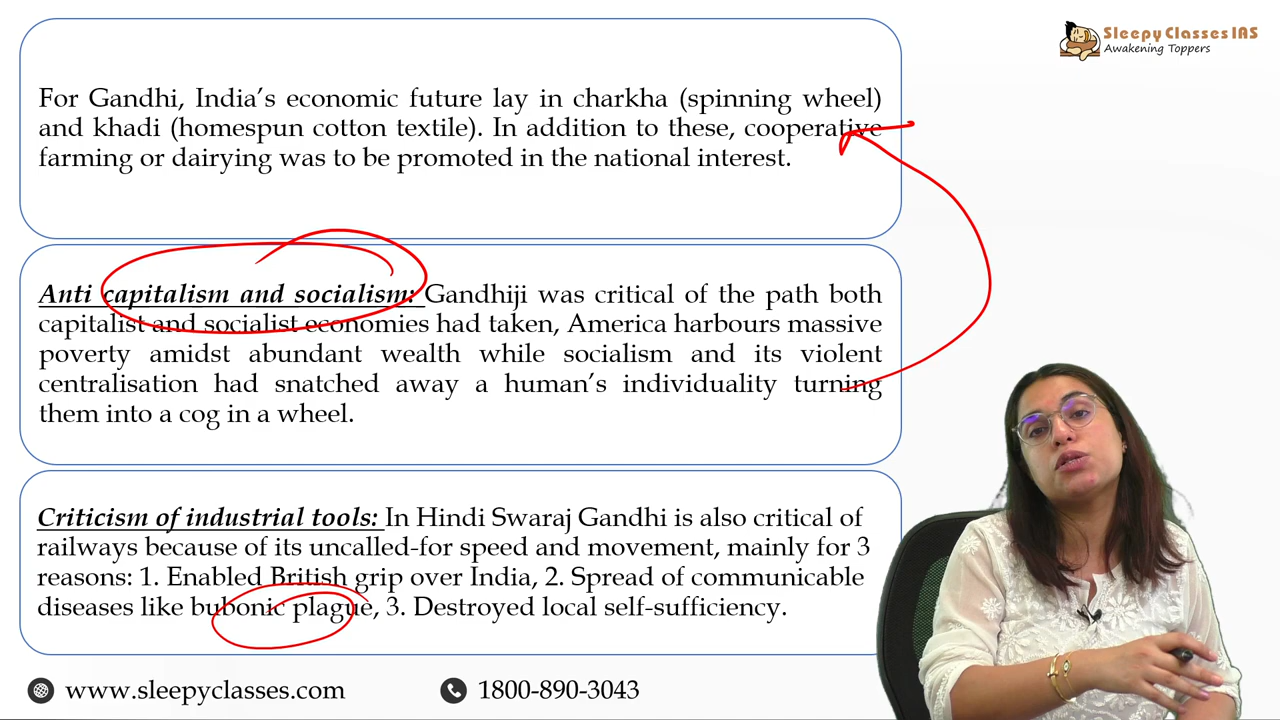 Sleepy Classes IAS
Awakening Toppers
For Gandhi, India's economic future lay in charkha (spinning wheel)
and khadi (homespun cotton textile). In addition to these, cooperative
farming or dairying was to be promoted in the national interest.
Anti capitalism and socialism: Gandhiji was critical of the path both
capitalist and socialist economies had taken, America harbours massive
poverty amidst abundant wealth while socialism and its violent
centralisation had snatched away a human's individuality turning
them into a cog in a wheel.
Criticism of industrial tools: In Hindi Swaraj Gandhi is also critical of
railways because of its uncalled-for speed and movement, mainly for 3
reasons: 1. Enabled British grip over India, 2. Spread of communicable
diseases like bubonic plague, 3. Destroyed local self-sufficiency.
www.sleepyclasses.com
1800-890-3043